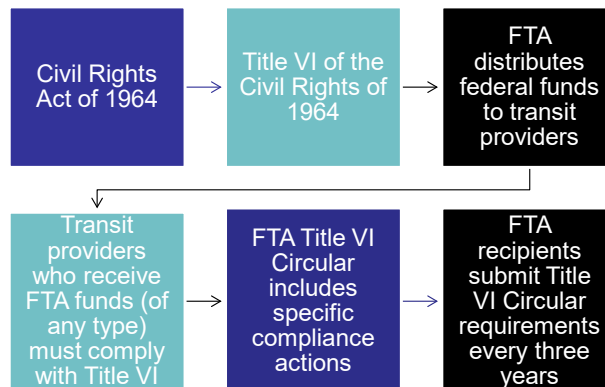 Civil Rights
Act of 1964
Title VI of the
Civil Rights of
1964
FTA
distributes
federal funds
to transit
providers
Transit
providers
who receive
FTA funds (of
any type)
must comply
with Title VI
FTA Title VI
Circular
includes
specific
compliance
actions
FTA
recipients
submit Title
VI Circular
requirements
every three
years